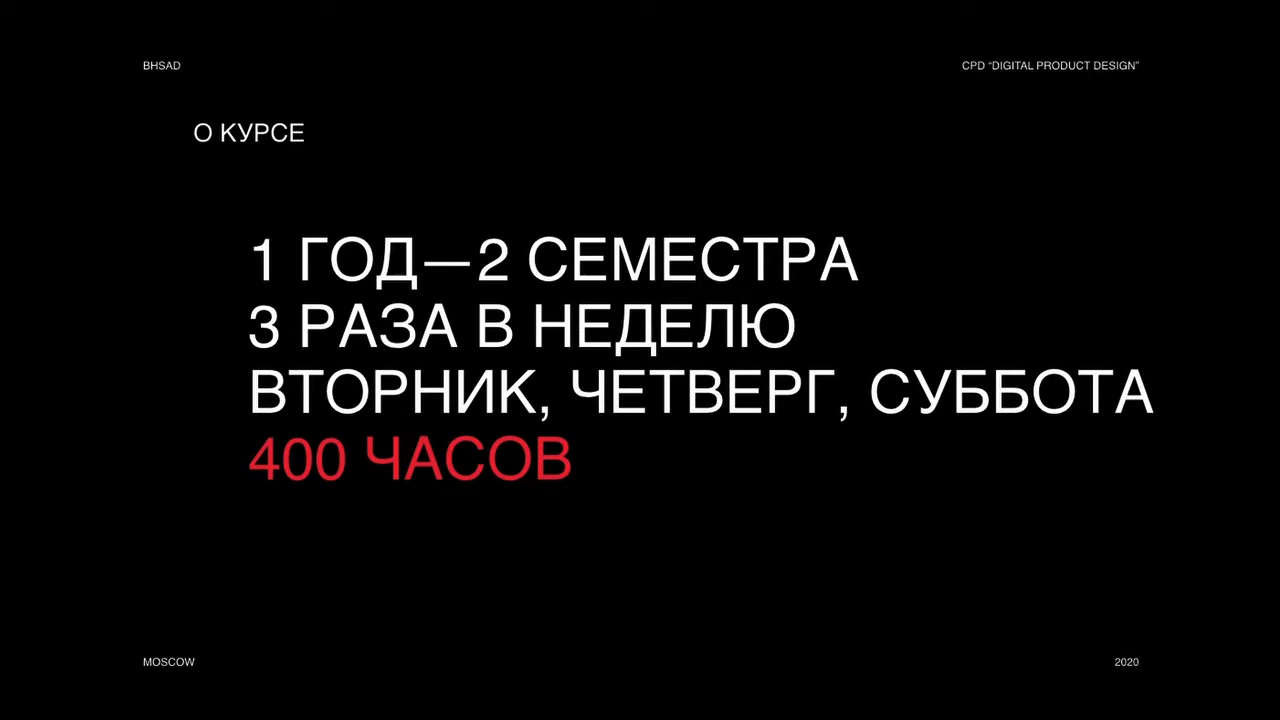 BHSAD
CPD “DIGITAL PRODUCT DESIGN”
О КУРСЕ
1 ГОД—2 СЕМЕСТРА
3 РАЗА В НЕДЕЛЮ
ВТОРНИК, ЧЕТВЕРГ, СУББОТА
400 ЧАСОВ
MOSCOW
2020